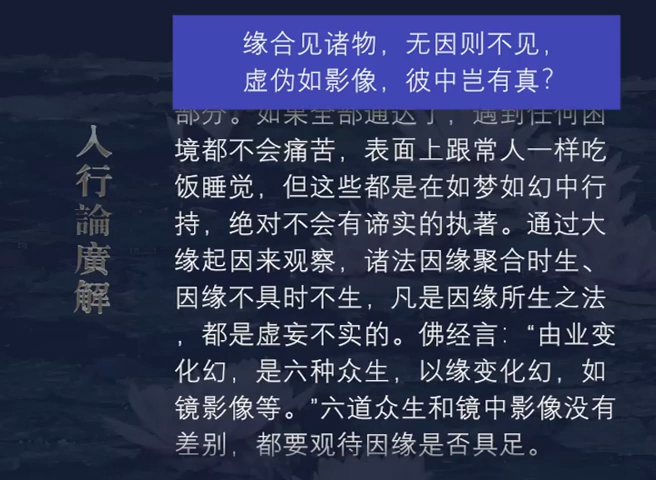 缘合见诸物，无因则不见，
虚伪如影像，彼中岂有真？
部分。如果全部通达了，遇到任何困
境都不会痛苦，表面上跟常人一样吃
饭睡觉，但这些都是在如梦如幻中行
持，绝对不会有谛实的执著。通过大
缘起因来观察，诸法因缘聚合时生、
因缘不具时不生，凡是因缘所生之法
，都是虚妄不实的。佛经言：“由业变
化幻，是六种众生，以缘变化幻，如
镜影像等。”六道众生和镜中影像没有
差别，都要观待因缘是否具足。
入行論廣解